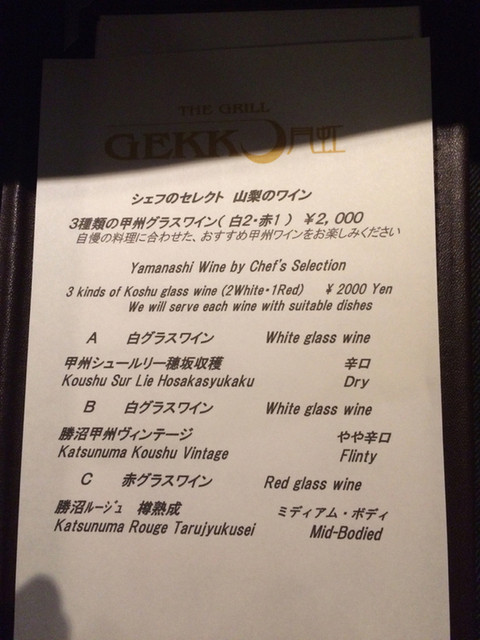 THE GRILL
GEKKO 月虹
シェフのセレクト 山梨のワイン
3種類の甲州グラスワイン( 白2・赤1 ) ￥2,000
自慢の料理に合わせた、おすすめ甲州ワインをお楽しみください
Yamanashi Wine by Chef's Selection
3 kinds of Koshu glass wine (2White・1Red) ￥2000 Yen
We will serve each wine with suitable dishes
A 白グラスワイン White glass wine
甲州シュールリー穂坂収穫 辛口
Koushu Sur Lie Hosakasyukaku Dry
B 白グラスワイン White glass wine
勝沼甲州ヴィンテージ やや辛口
Katsunuma Koushu Vintage Flinty
C 赤グラスワイン Red glass wine
勝沼ﾙｰｼﾞｭ 樽熟成 ミディアム・ボディ
Katsunuma Rouge Tarujyukusei Mid-Bodied